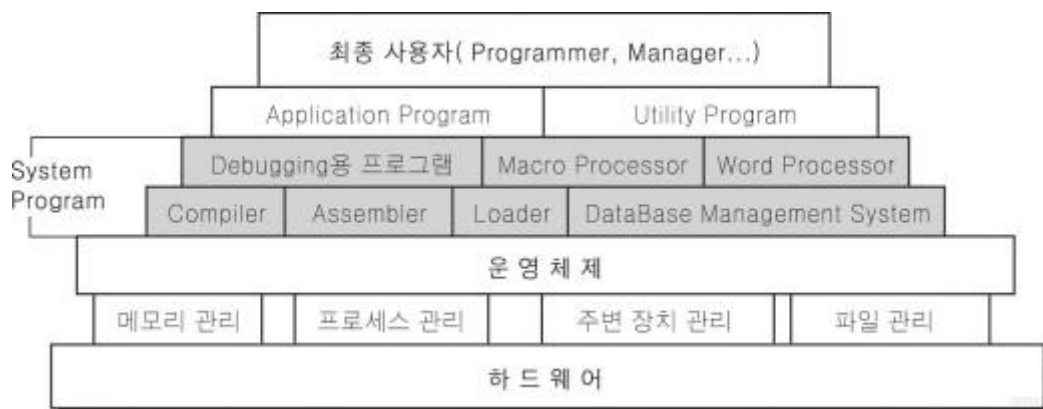 최종 사용자( Programmer, Manager...)
Application Program Utility Program
System Program
Debugging용 프로그램 Macro Processor Word Processor
Compiler Assembler Loader DataBase Management System
운 영 체 제
메모리 관리 프로세스 관리 주변 장치 관리 파일 관리
하 드 웨 어